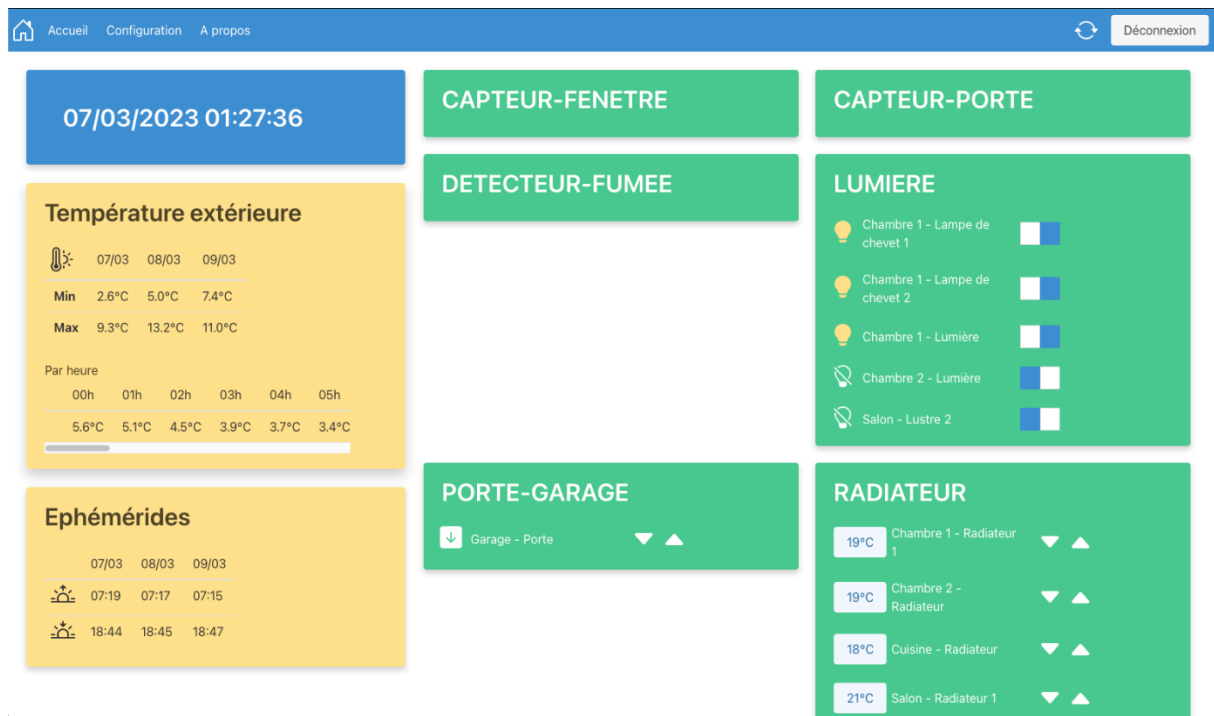 Accueil Configuration A propos Déconnexion
07/03/2023 01:27:36
Température extérieure
07/03 08/03 09/03
Min 2.6°C 5.0°C 7.4°C
Max 9.3°C 13.2°C 11.0°C
Par heure
00h 01h 02h 03h 04h 05h
5.6°C 5.1°C 4.5°C 3.9°C 3.7°C 3.4°C
Ephémérides
07/03 08/03 09/03
07:19 07:17 07:15
18:44 18:45 18:47
CAPTEUR-FENETRE
DETECTEUR-FUMEE
PORTE-GARAGE
Garage - Porte
CAPTEUR-PORTE
LUMIERE
Chambre 1 - Lampe de
chevet 1
Chambre 1 - Lampe de
chevet 2
Chambre 1 - Lumière
Chambre 2 - Lumière
Salon - Lustre 2
RADIATEUR
19°C Chambre 1 - Radiateur
1
19°C Chambre 2 -
Radiateur
18°C Cuisine - Radiateur
21°C Salon - Radiateur 1